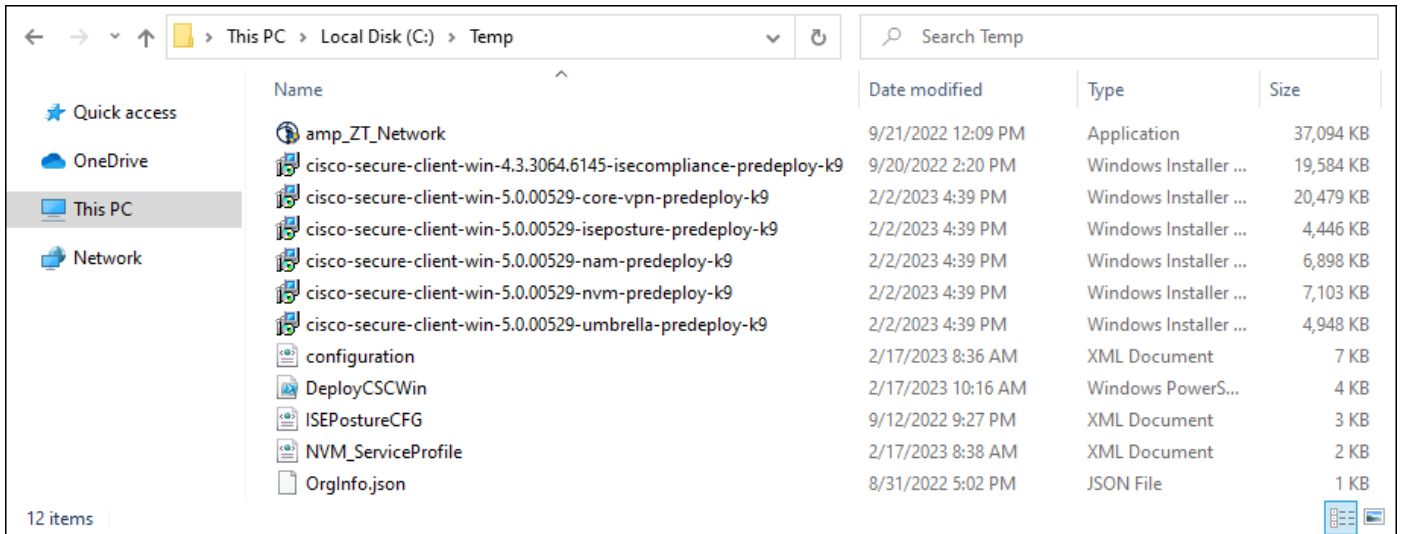 This PC > Local Disk (C:) > Temp
Search Temp
Quick access
OneDrive
This PC
Network
Name Date modified Type Size
amp_ZT_Network 9/21/2022 12:09 PM Application 37,094 KB
cisco-secure-client-win-4.3.3064.6145-isecompliance-predeploy-k9 9/20/2022 2:20 PM Windows Installer ... 19,584 KB
cisco-secure-client-win-5.0.00529-core-vpn-predeploy-k9 2/2/2023 4:39 PM Windows Installer ... 20,479 KB
cisco-secure-client-win-5.0.00529-iseposture-predeploy-k9 2/2/2023 4:39 PM Windows Installer ... 4,446 KB
cisco-secure-client-win-5.0.00529-nam-predeploy-k9 2/2/2023 4:39 PM Windows Installer ... 6,898 KB
cisco-secure-client-win-5.0.00529-nvm-predeploy-k9 2/2/2023 4:39 PM Windows Installer ... 7,103 KB
cisco-secure-client-win-5.0.00529-umbrella-predeploy-k9 2/2/2023 4:39 PM Windows Installer ... 4,948 KB
configuration 2/17/2023 8:36 AM XML Document 7 KB
DeployCSCWin 2/17/2023 10:16 AM Windows PowerS... 4 KB
ISEPostureCFG 9/12/2022 9:27 PM XML Document 3 KB
NVM_ServiceProfile 2/17/2023 8:38 AM XML Document 2 KB
OrgInfo.json 8/31/2022 5:02 PM JSON File 1 KB
12 items